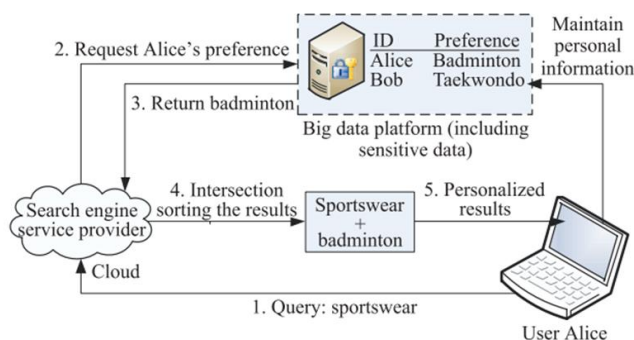 2. Request Alice's preference
ID Preference
Alice Badminton
Bob Taekwondo
Maintain
personal
information
3. Return badminton
Big data platform (including
sensitive data)
4. Intersection
sorting the results
Search engine
service provider
Sportswear
+
badminton
5. Personalized
results
Cloud
1. Query: sportswear
User Alice